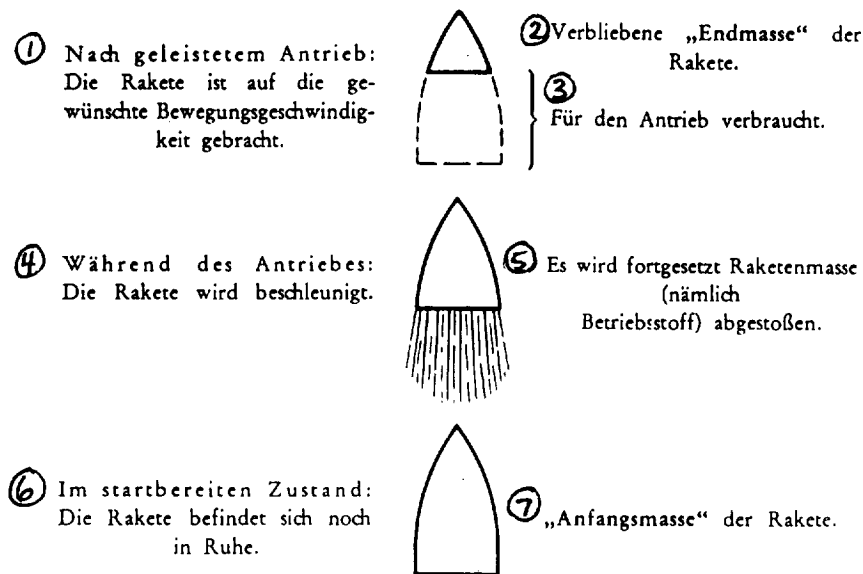 ① Nach geleistetem Antrieb:
Die Rakete ist auf die ge-
wünschte Bewegungsgeschwindig-
keit gebracht.
② Verbliebene „Endmasse“ der
Rakete.
③
Für den Antrieb verbraucht.
④ Während des Antriebes:
Die Rakete wird beschleunigt.
⑤ Es wird fortgesetzt Raketenmasse
(nämlich
Betriebsstoff) abgestoßen.
⑥ Im startbereiten Zustand:
Die Rakete befindet sich noch
in Ruhe.
⑦ „Anfangsmasse“ der Rakete.